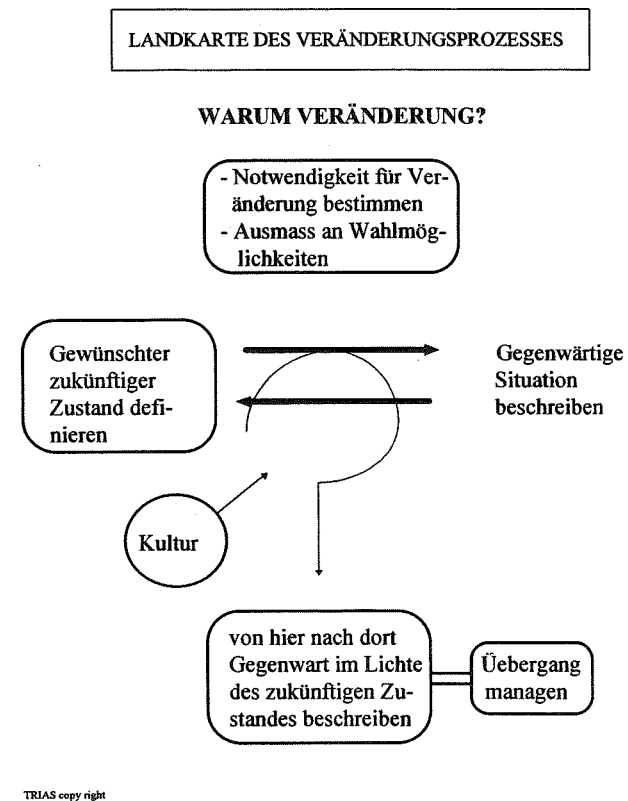 LANDKARTE DES VERÄNDERUNGSPROZESSES
WARUM VERÄNDERUNG?
- Notwendigkeit für Ver-
änderung bestimmen
- Ausmass an Wahlmög-
lichkeiten
Gewünschter
zukünftiger
Zustand defi-
nieren
Gegenwärtige
Situation
beschreiben
Kultur
von hier nach dort
Gegenwart im Lichte
des zukünftigen Zu-
standes beschreiben
Üebergang
managen
TRIAS copy right